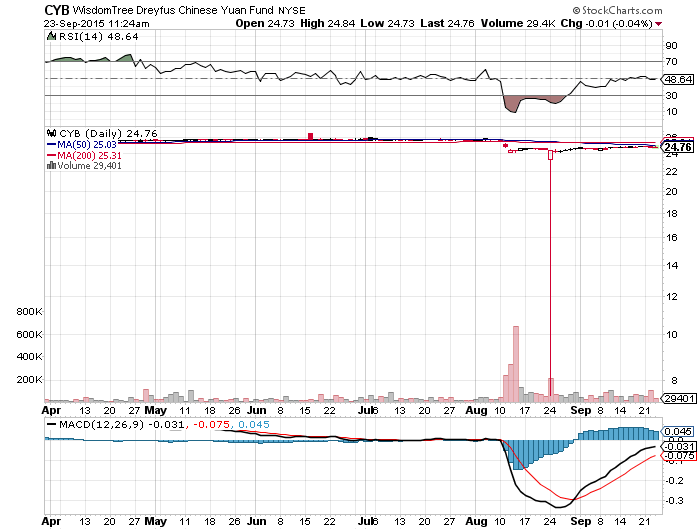 CYB WisdomTree Dreyfus Chinese Yuan Fund NYSE © StockCharts.com
23-Sep-2015 11:24am Open 24.73 High 24.84 Low 24.73 Last 24.76 Volume 29.4K Chg -0.01 (-0.04%)
RSI(14) 48.64
90
70
48.64
30
10
CYB (Daily) 24.76
MA(50) 25.03
MA(200) 25.31
Volume 29,401
26
24.76
24
22
20
18
16
14
12
10
8
800K
600K
400K
200K
29401
Apr 13 20 27 May 11 18 26 Jun 8 15 22 Jul 6 13 20 27 Aug 10 17 24 Sep 8 14 21
MACD(12,26,9) -0.031, -0.075, 0.045
0.045
0.0
-0.031
-0.075
-0.1
-0.2
-0.3
Apr 13 20 27 May 11 18 26 Jun 8 15 22 Jul 6 13 20 27 Aug 10 17 24 Sep 8 14 21